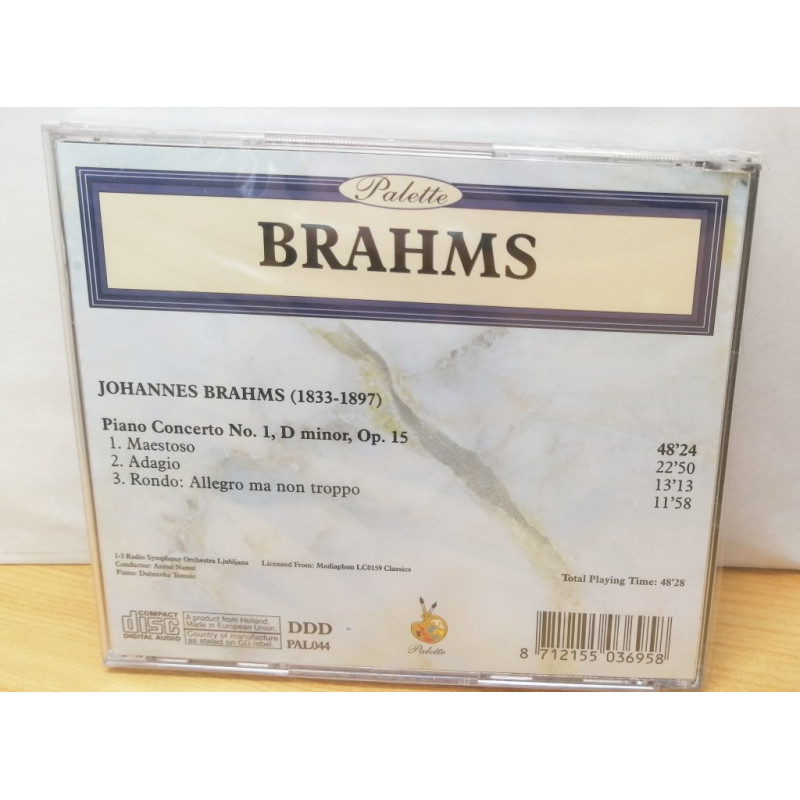 Palette
BRAHMS
JOHANNES BRAHMS (1833-1897)
Piano Concerto No. 1, D minor, Op. 15 48'24
1. Maestoso 22'50
2. Adagio 13'13
3. Rondo: Allegro ma non troppo 11'58
1-3 Radio Symphony Orchestra Ljubljana Licensed From: Mediaphon LC0159 Classics
Conductor: Anton Nanut
Piano: Dubravka Tomsic
Total Playing Time: 48'28
COMPACT
disc
DIGITAL AUDIO
A product from Holland.
Made in European Union.
Country of manufacture
as stated on CD label.
DDD
PAL044
Palette
8 712155 036958